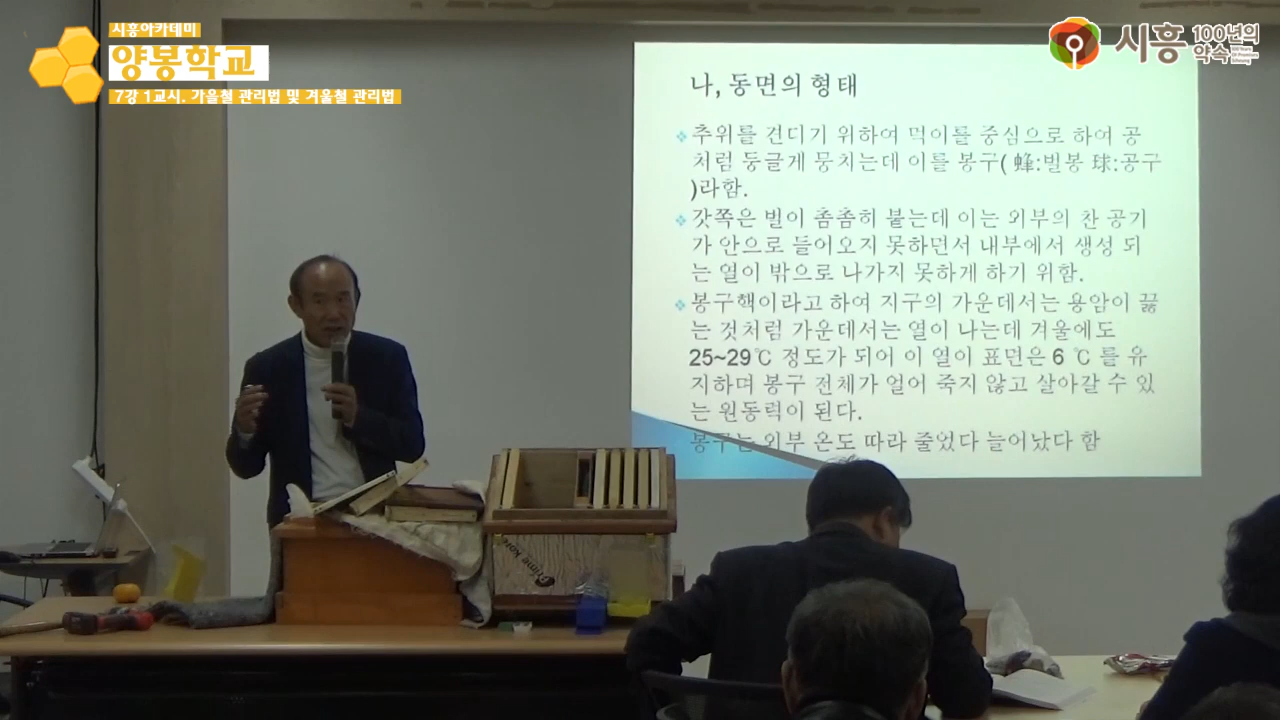 시흥아카데미
양봉학교
7강 1교시. 가을철 관리법 및 겨울철 관리법
시흥 100년의 약속
나, 동면의 형태
추위를 견디기 위하여 먹이를 중심으로 하여 공
처럼 둥글게 뭉치는데 이를 봉구( 蜂:벌봉 球:공구
)라함.
갓쪽은 벌이 촘촘히 붙는데 이는 외부의 찬 공기
가 안으로 들어오지 못하면서 내부에서 생성 되
는 열이 밖으로 나가지 못하게 하기 위함.
봉구핵이라고 하여 지구의 가운데서는 용암이 끓
는 것처럼 가운데서는 열이 나는데 겨울에도
25~29℃ 정도가 되어 이 열이 표면은 6 ℃ 를 유
지하며 봉구 전체가 얼어 죽지 않고 살아갈 수 있
는 원동력이 된다.
봉구는 외부 온도 따라 줄었다 늘어났다 함
Prime kore